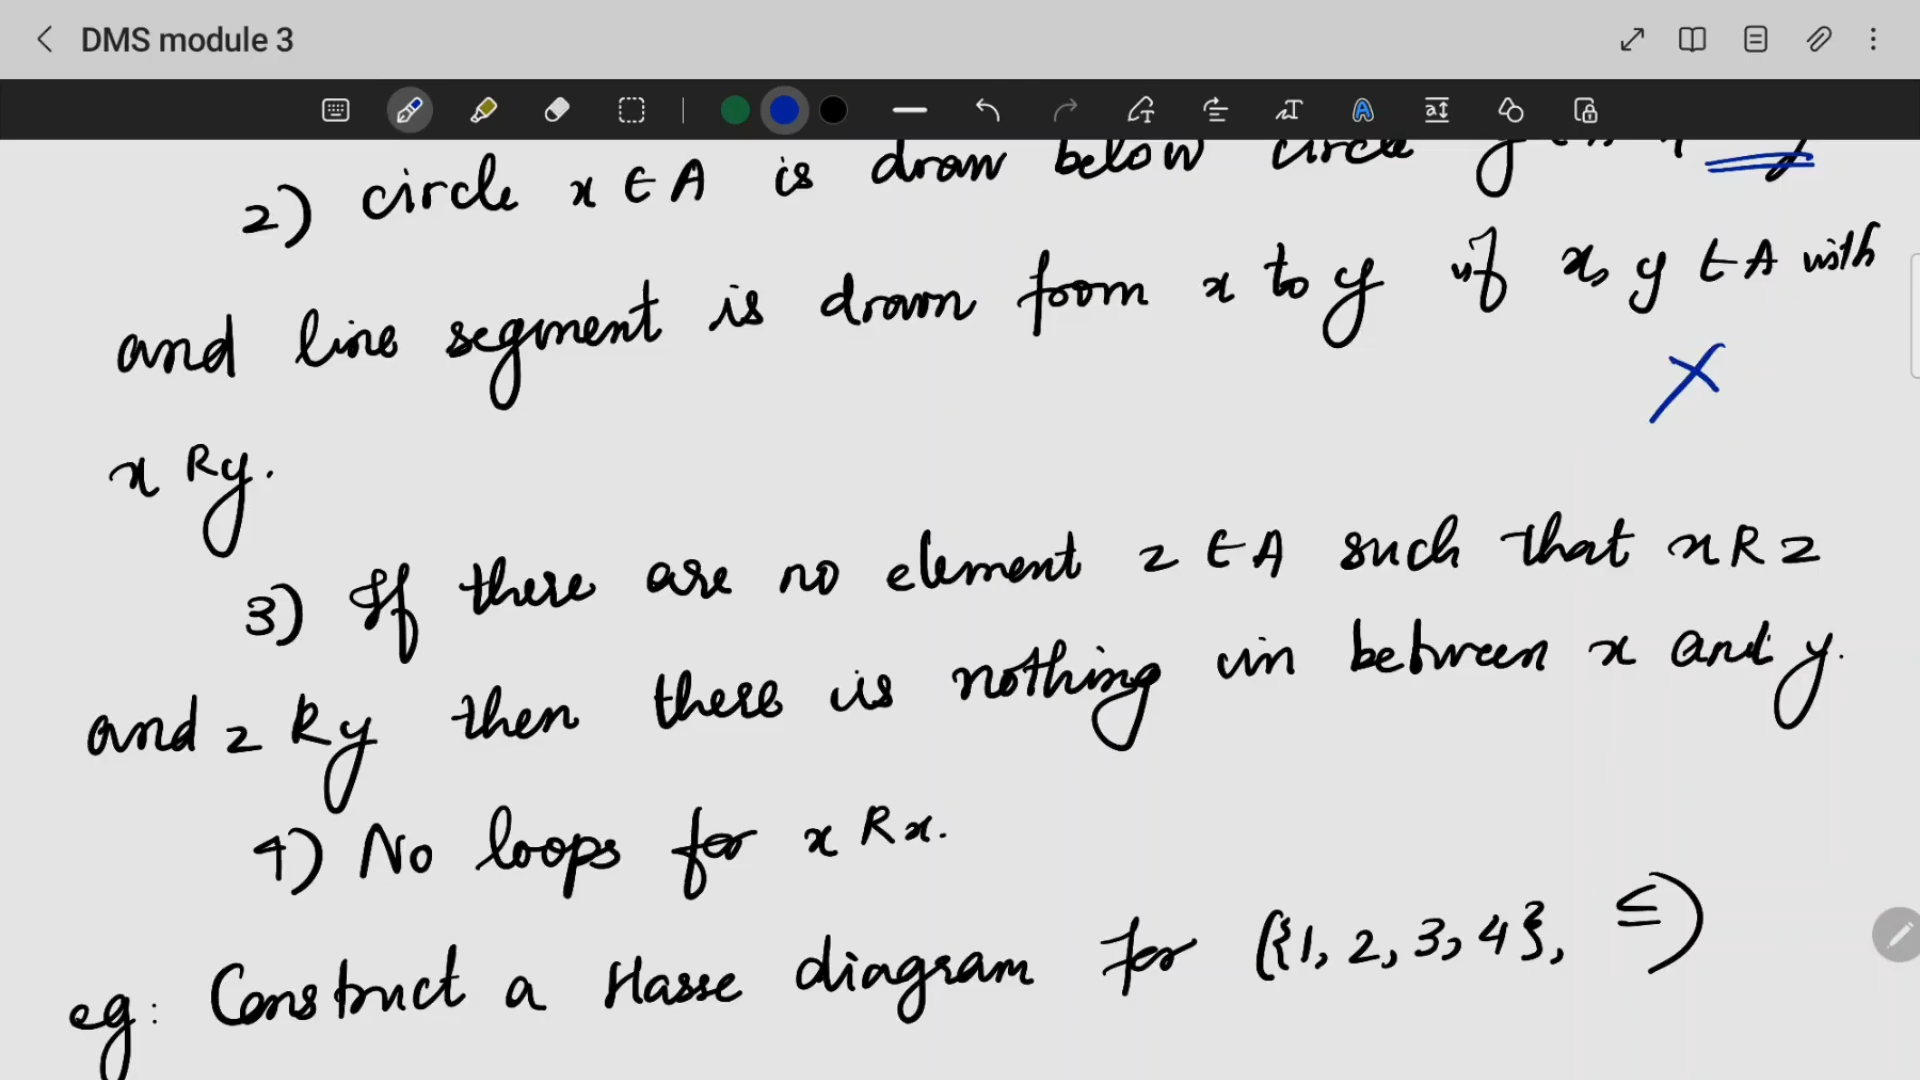 DMS module 3
2) circle x ∈ A is draw below circle y
and line segment is drawn from x to y if x, y ∈ A with
x R y.
3) If there are no element z ∈ A such that x R z
and z R y then there is nothing in between x and y.
4) No loops for x R x.
eg: Construct a Hasse diagram for ({1, 2, 3, 4}, ≤)